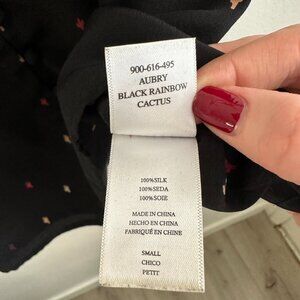 900-616-495
AUBRY
BLACK RAINBOW
CACTUS
100%SILK
100%SEDA
100%SOIE
MADE IN CHINA
HECHO EN CHINA
FABRIQUÉ EN CHINE
SMALL
CHICO
PETIT